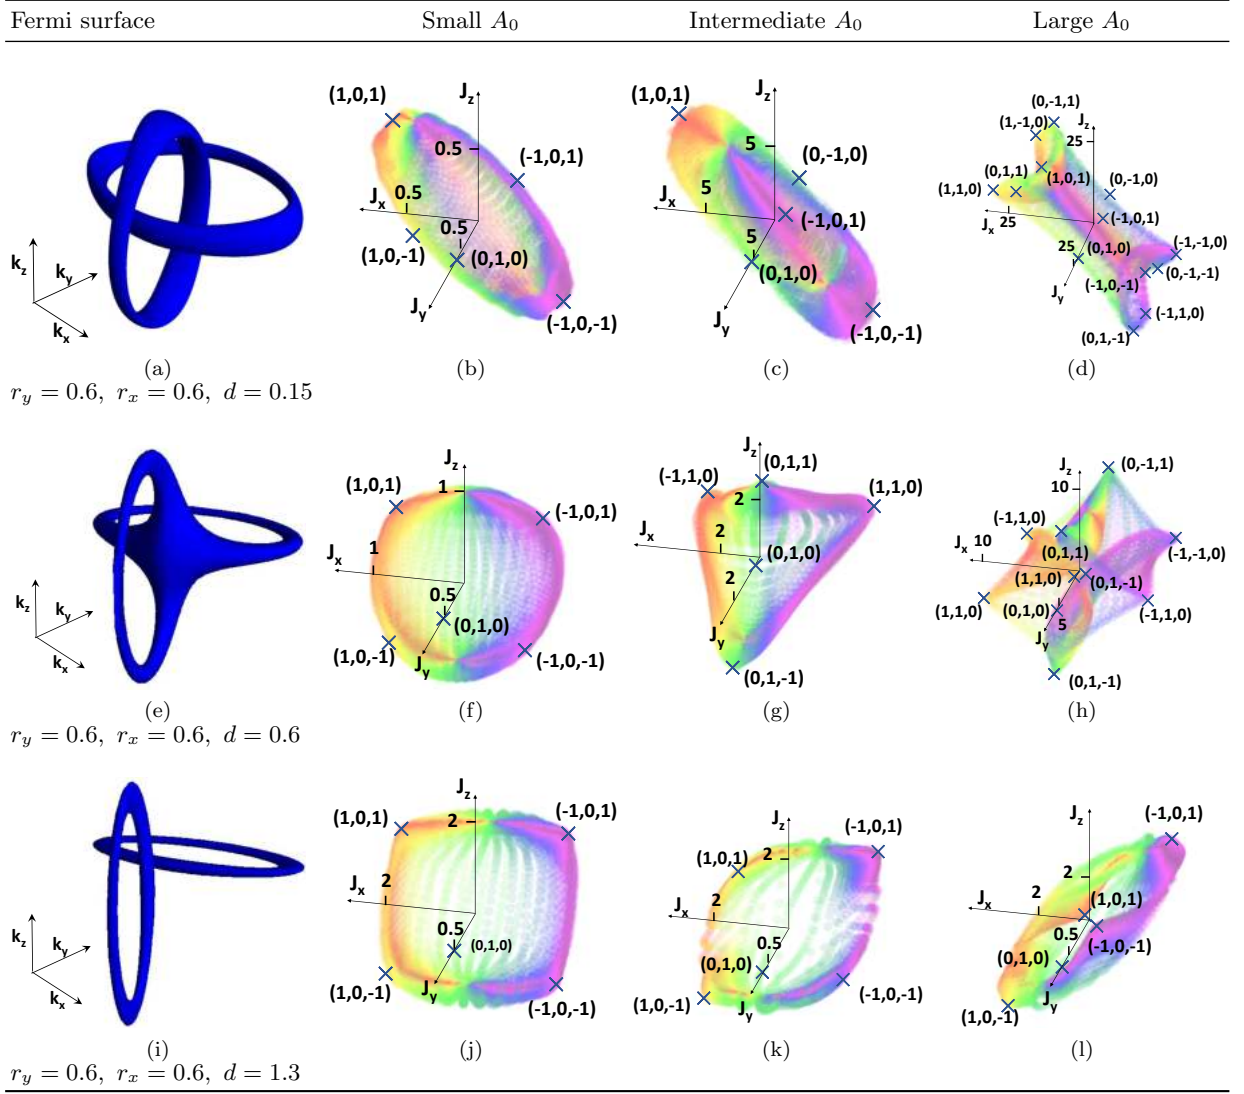 Fermi surface Small A₀ Intermediate A₀ Large A₀
k_z
k_y
k_x
(a)
r_y = 0.6, r_x = 0.6, d = 0.15
(1,0,1)
J_z
0.5
(-1,0,1)
J_x
0.5
0.5
(1,0,-1)
(0,1,0)
J_y
(-1,0,-1)
(b)
(1,0,1)
J_z
5
(0,-1,0)
J_x
5
(-1,0,1)
5
(0,1,0)
J_y
(-1,0,-1)
(c)
(0,-1,1)
(1,-1,0)
J_z
25
(0,1,1)
(1,0,1)
(1,1,0)
(0,-1,0)
J_x
25
(-1,0,1)
25
(0,1,0)
(-1,-1,0)
(0,-1,-1)
(-1,0,-1)
J_y
(-1,1,0)
(0,1,-1)
(d)
k_z
k_y
k_x
(e)
r_y = 0.6, r_x = 0.6, d = 0.6
J_z
(1,0,1)
1
(-1,0,1)
J_x
1
0.5
(0,1,0)
(1,0,-1)
J_y
(-1,0,-1)
(f)
J_z
(-1,1,0)
(0,1,1)
2
(1,1,0)
J_x
2
(0,1,0)
2
J_y
(0,1,-1)
(g)
J_z
(0,-1,1)
10
(-1,1,0)
J_x
10
(0,1,1)
(-1,-1,0)
(1,1,0)
(0,1,-1)
(1,1,0)
(0,1,0)
5
(-1,1,0)
J_y
(0,1,-1)
(h)
k_z
k_y
k_x
(i)
r_y = 0.6, r_x = 0.6, d = 1.3
J_z
(1,0,1)
2
(-1,0,1)
J_x
2
0.5
(0,1,0)
(1,0,-1)
J_y
(-1,0,-1)
(j)
J_z
(-1,0,1)
(1,0,1)
2
J_x
2
0.5
(0,1,0)
(1,0,-1)
J_y
(-1,0,-1)
(k)
J_z
(-1,0,1)
2
J_x
2
(1,0,1)
0.5
(-1,0,-1)
(0,1,0)
J_y
(1,0,-1)
(l)